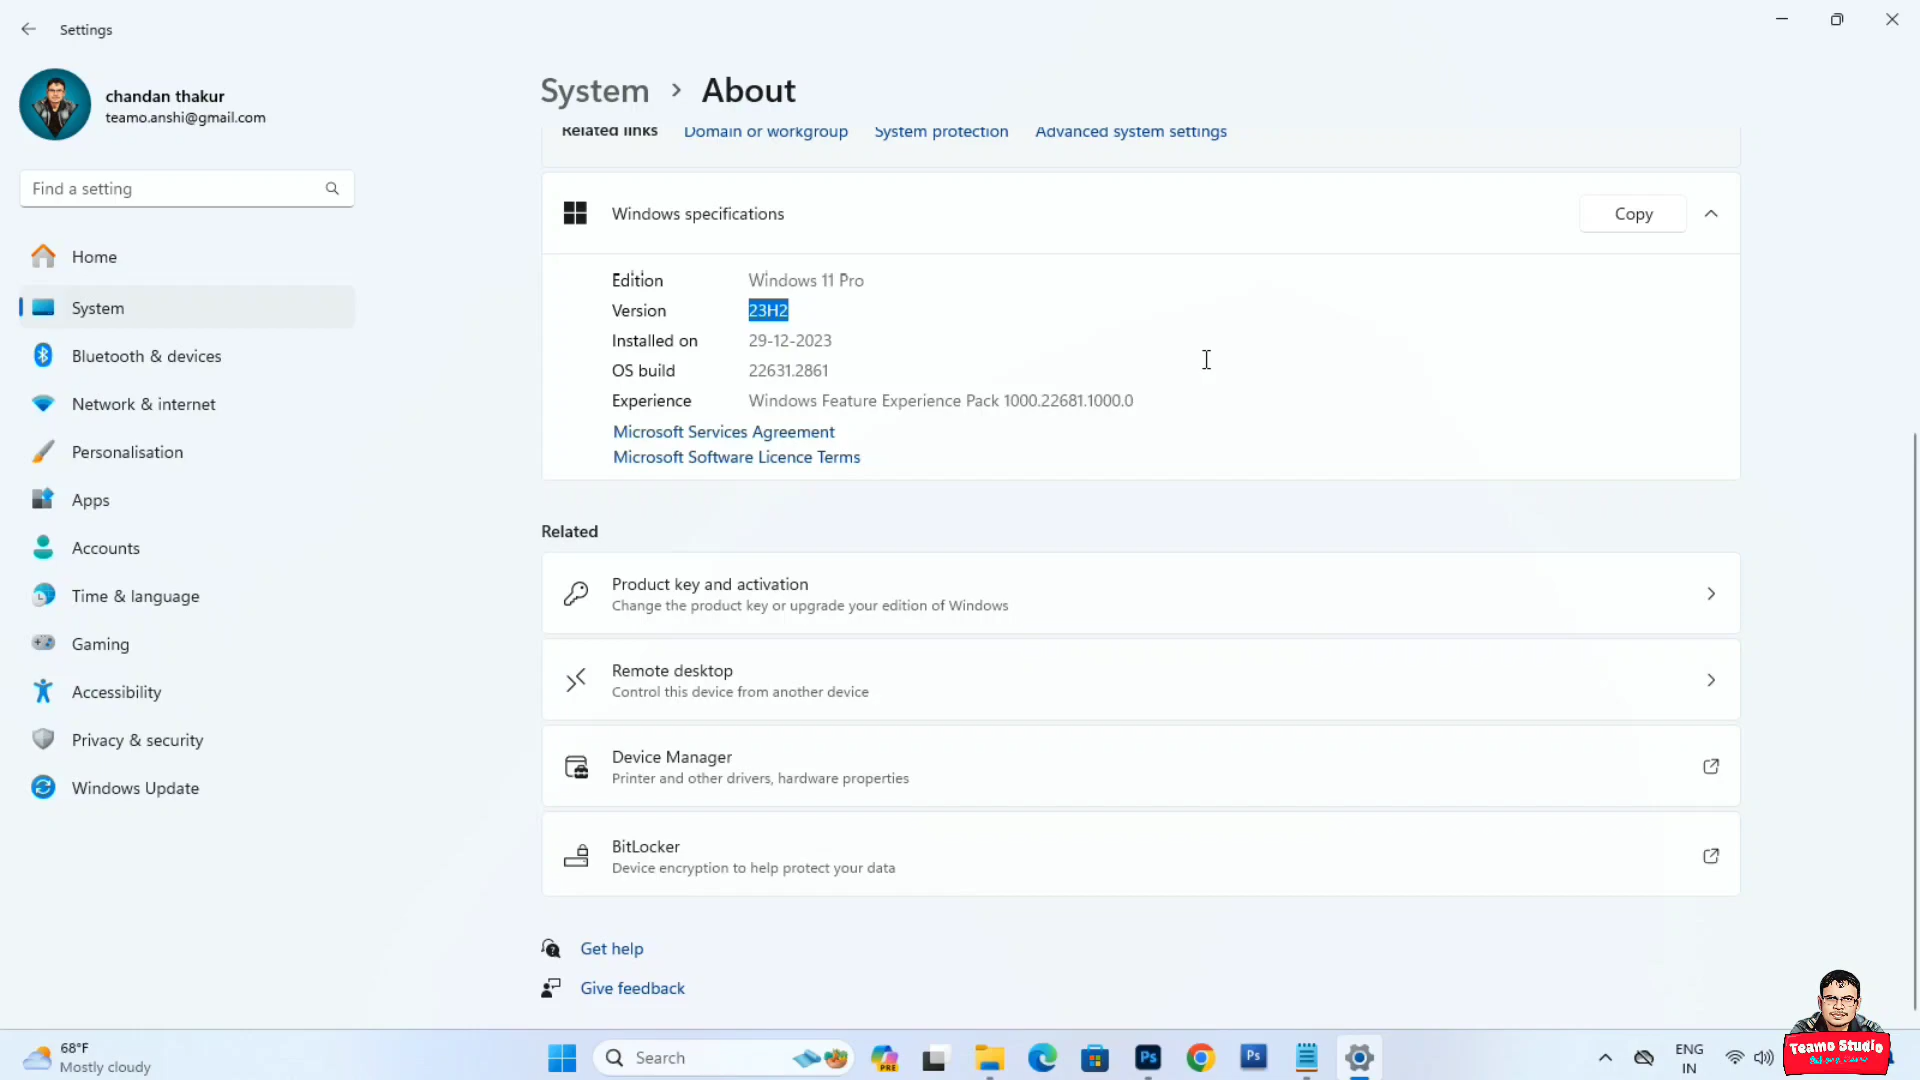 Settings
chandan thakur
teamo.anshi@gmail.com
Find a setting
Home
System
Bluetooth & devices
Network & internet
Personalisation
Apps
Accounts
Time & language
Gaming
Accessibility
Privacy & security
Windows Update
System > About
Related links Domain or workgroup System protection Advanced system settings
Windows specifications Copy
Edition Windows 11 Pro
Version 23H2
Installed on 29-12-2023
OS build 22631.2861
Experience Windows Feature Experience Pack 1000.22681.1000.0
Microsoft Services Agreement
Microsoft Software Licence Terms
Related
Product key and activation
Change the product key or upgrade your edition of Windows
Remote desktop
Control this device from another device
Device Manager
Printer and other drivers, hardware properties
BitLocker
Device encryption to help protect your data
Get help
Give feedback
68°F
Mostly cloudy
Search
PRE
Ps
Ps
ENG
IN
Teamo Studio